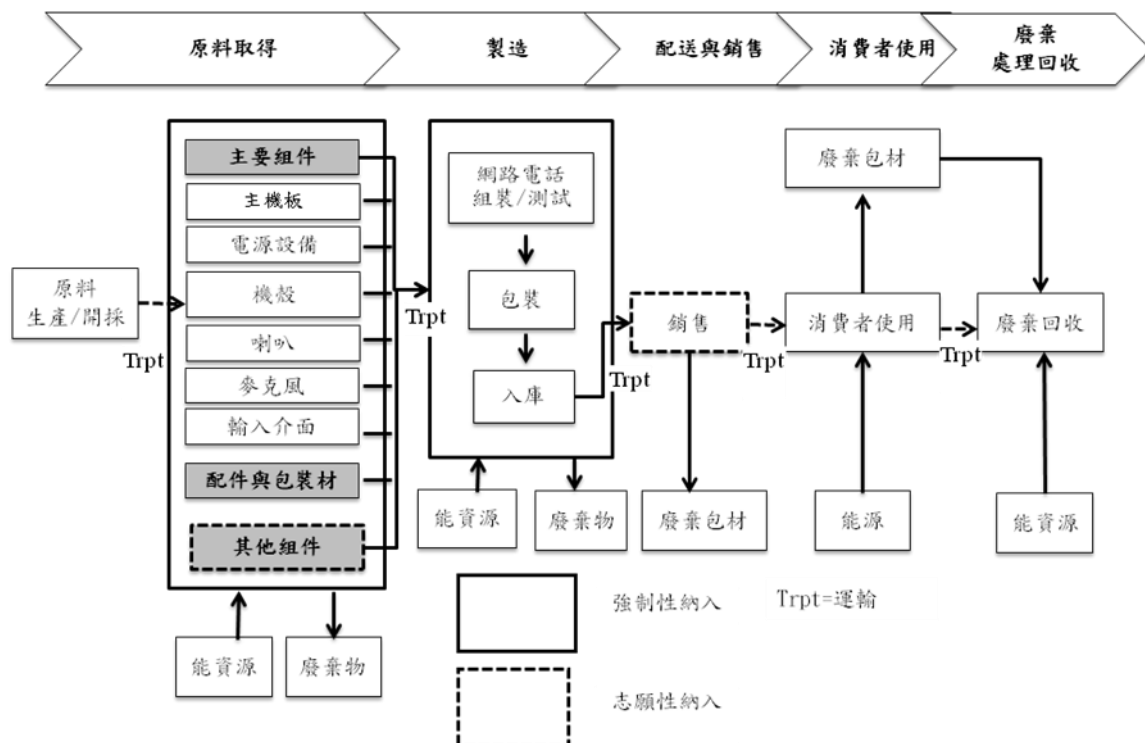 原料取得
製造
配送與銷售
消費者使用
廢棄
處理回收
原料
生產/開採
Trpt
主要組件
主機板
電源設備
機殼
喇叭
麥克風
輸入介面
配件與包裝材
其他組件
能資源
廢棄物
Trpt
網路電話
組裝/測試
包裝
入庫
能資源
廢棄物
Trpt
銷售
廢棄包材
Trpt
廢棄包材
消費者使用
能源
Trpt
廢棄回收
能資源
強制性納入
Trpt=運輸
志願性納入